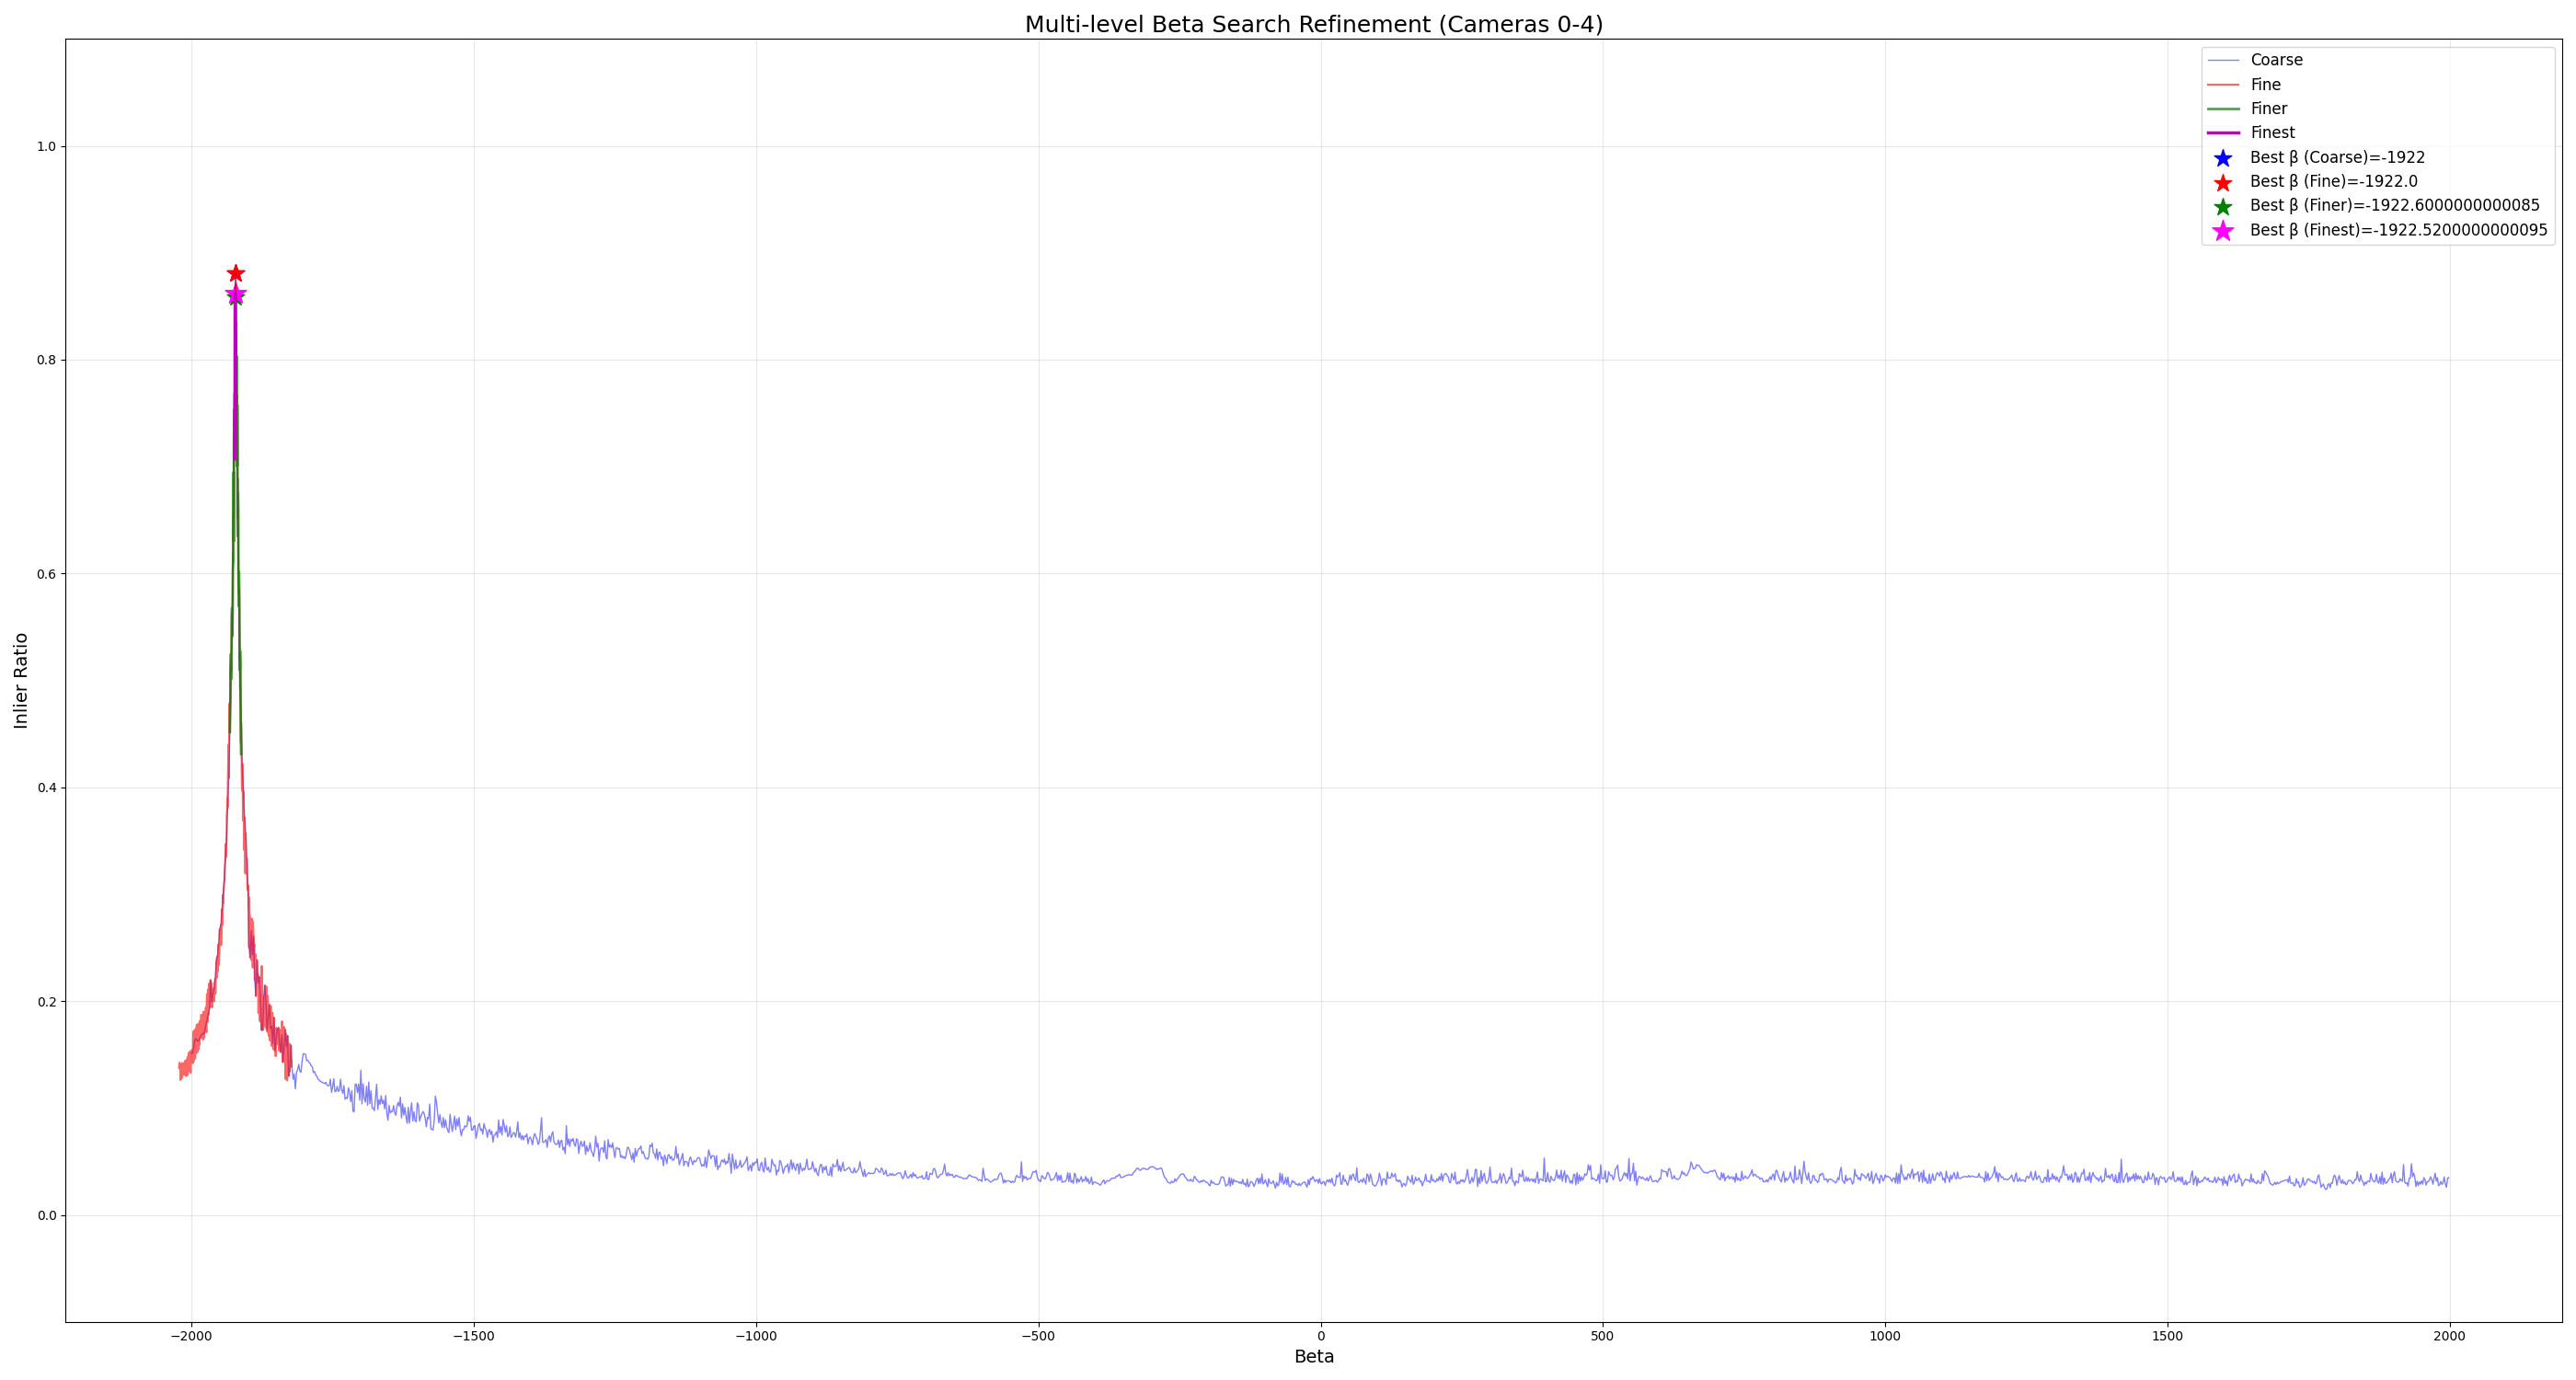 Multi-level Beta Search Refinement (Cameras 0-4)
Coarse
Fine
Finer
Finest
Best β (Coarse)=-1922
Best β (Fine)=-1922.0
Best β (Finer)=-1922.6000000000085
Best β (Finest)=-1922.5200000000095
Inlier Ratio
1.0
0.8
0.6
0.4
0.2
0.0
−2000 −1500 −1000 −500 0 500 1000 1500 2000
Beta